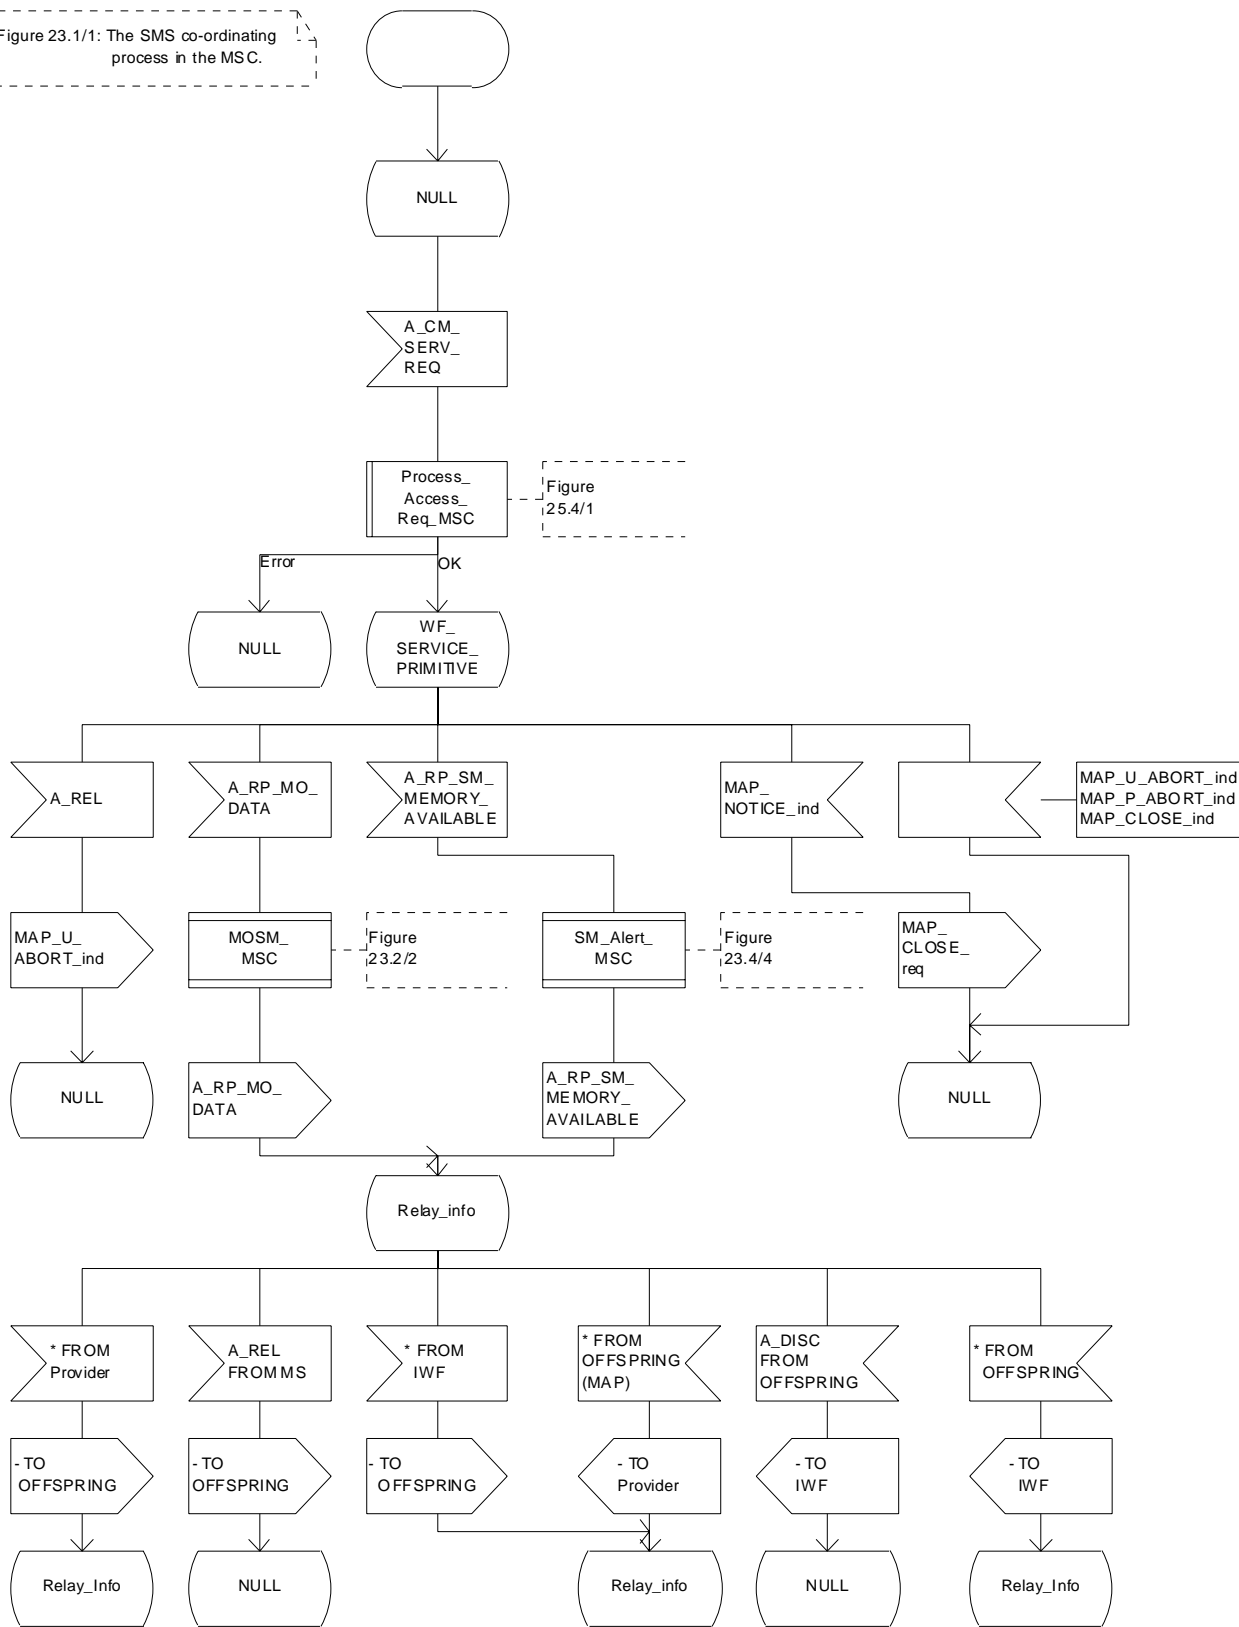 Figure 23.1/1: The SMS co-ordinating
process in the MSC.
NULL
A_CM_
SERV_
REQ
Process_
Access_
Req_MSC
Figure
25.4/1
Error
OK
NULL
WF_
SERVICE_
PRIMITIVE
A_REL
A_RP_MO_
DATA
A_RP_SM_
MEMORY_
AVAILABLE
MAP_
NOTICE_ind
MAP_U_ABORT_ind
MAP_P_ABORT_ind
MAP_CLOSE_ind
MAP_U_
ABORT_ind
MOSM_
MSC
Figure
23.2/2
SM_Alert_
MSC
Figure
23.4/4
MAP_
CLOSE_
req
NULL
A_RP_MO_
DATA
A_RP_SM_
MEMORY_
AVAILABLE
NULL
Relay_info
* FROM
Provider
A_REL
FROM MS
* FROM
IWF
* FROM
OFFSPRING
(MAP)
A_DISC
FROM
OFFSPRING
* FROM
OFFSPRING
- TO
OFFSPRING
- TO
OFFSPRING
- TO
OFFSPRING
- TO
Provider
- TO
IWF
- TO
IWF
Relay_Info
NULL
Relay_info
NULL
Relay_Info